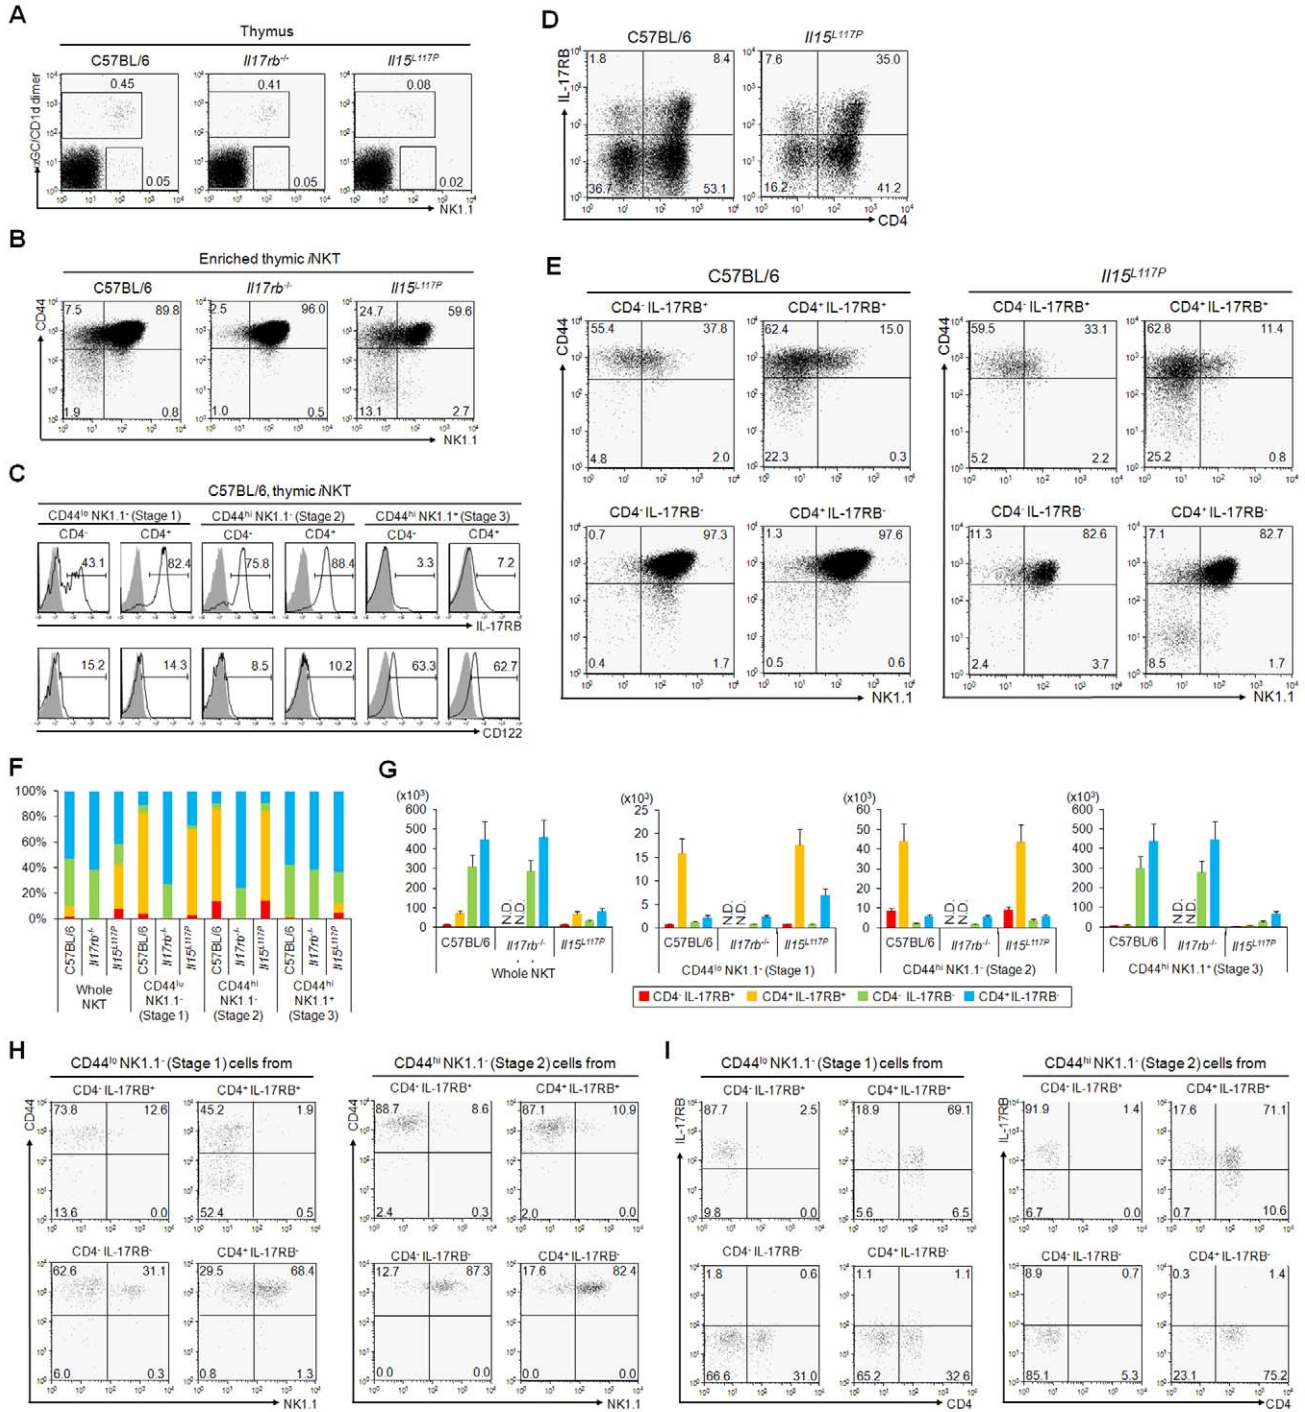 A
Thymus
C57BL/6 Il17rb-/- Il15L117P
αGC/CD1d dimer
0.45 0.41 0.08
0.05 0.05 0.02
NK1.1
B
Enriched thymic iNKT
C57BL/6 Il17rb-/- Il15L117P
CD44
7.5 89.8 2.5 96.0 24.7 59.6
1.9 0.8 1.0 0.5 13.1 2.7
NK1.1
C
C57BL/6, thymic iNKT
CD44lo NK1.1- (Stage 1) CD44hi NK1.1- (Stage 2) CD44hi NK1.1+ (Stage 3)
CD4- CD4+ CD4- CD4+ CD4- CD4+
43.1 82.4 75.8 88.4 3.3 7.2
IL-17RB
15.2 14.3 8.5 10.2 63.3 62.7
CD122
D
C57BL/6 Il15L117P
IL-17RB
1.8 8.4 7.6 35.0
36.7 53.1 16.2 41.2
CD4
E
C57BL/6 Il15L117P
CD4- IL-17RB+ CD4+ IL-17RB+ CD4- IL-17RB+ CD4+ IL-17RB+
CD44 CD44
55.4 37.8 62.4 15.0 59.5 33.1 62.8 11.4
4.8 2.0 22.3 0.3 5.2 2.2 25.2 0.8
CD4- IL-17RB- CD4+ IL-17RB- CD4- IL-17RB- CD4+ IL-17RB-
0.7 97.3 1.3 97.6 11.3 82.6 7.1 82.7
0.4 1.7 0.5 0.6 2.4 3.7 8.5 1.7
NK1.1 NK1.1
F
100%
80%
60%
40%
20%
0%
C57BL/6 Il17rb-/- Il15L117P C57BL/6 Il17rb-/- Il15L117P C57BL/6 Il17rb-/- Il15L117P C57BL/6 Il17rb-/- Il15L117P
Whole NKT
CD44lo NK1.1- (Stage 1)
CD44hi NK1.1- (Stage 2)
CD44hi NK1.1+ (Stage 3)
G
(x10³) (x10³) (x10³) (x10³)
600 500 400 300 200 100 0
25 20 15 10 5 0
60 50 40 30 20 10 0
600 500 400 300 200 100 0
N.D. N.D. N.D. N.D. N.D. N.D. N.D. N.D.
C57BL/6 Il17rb-/- Il15L117P C57BL/6 Il17rb-/- Il15L117P C57BL/6 Il17rb-/- Il15L117P C57BL/6 Il17rb-/- Il15L117P
Whole NKT CD44lo NK1.1- (Stage 1) CD44hi NK1.1- (Stage 2) CD44hi NK1.1+ (Stage 3)
CD4- IL-17RB+ CD4+ IL-17RB+ CD4- IL-17RB- CD4+ IL-17RB-
H
CD44lo NK1.1- (Stage 1) cells from CD44hi NK1.1- (Stage 2) cells from
CD4- IL-17RB+ CD4+ IL-17RB+ CD4- IL-17RB+ CD4+ IL-17RB+
CD44 CD44
73.8 12.6 45.2 1.9 88.7 8.6 87.1 10.9
13.6 0.0 52.4 0.5 2.4 0.3 2.0 0.0
CD4- IL-17RB- CD4+ IL-17RB- CD4- IL-17RB- CD4+ IL-17RB-
62.6 31.1 29.5 68.4 12.7 87.3 17.6 82.4
6.0 0.3 0.8 1.3 0.0 0.0 0.0 0.0
NK1.1 NK1.1
I
CD44lo NK1.1- (Stage 1) cells from CD44hi NK1.1- (Stage 2) cells from
CD4- IL-17RB+ CD4+ IL-17RB+ CD4- IL-17RB+ CD4+ IL-17RB+
IL-17RB IL-17RB
87.7 2.5 18.9 69.1 91.9 1.4 17.6 71.1
9.8 0.0 5.6 6.5 6.7 0.0 0.7 10.6
CD4- IL-17RB- CD4+ IL-17RB- CD4- IL-17RB- CD4+ IL-17RB-
1.8 0.6 1.1 1.1 8.9 0.7 0.3 1.4
66.6 31.0 65.2 32.6 85.1 5.3 23.1 75.2
CD4 CD4